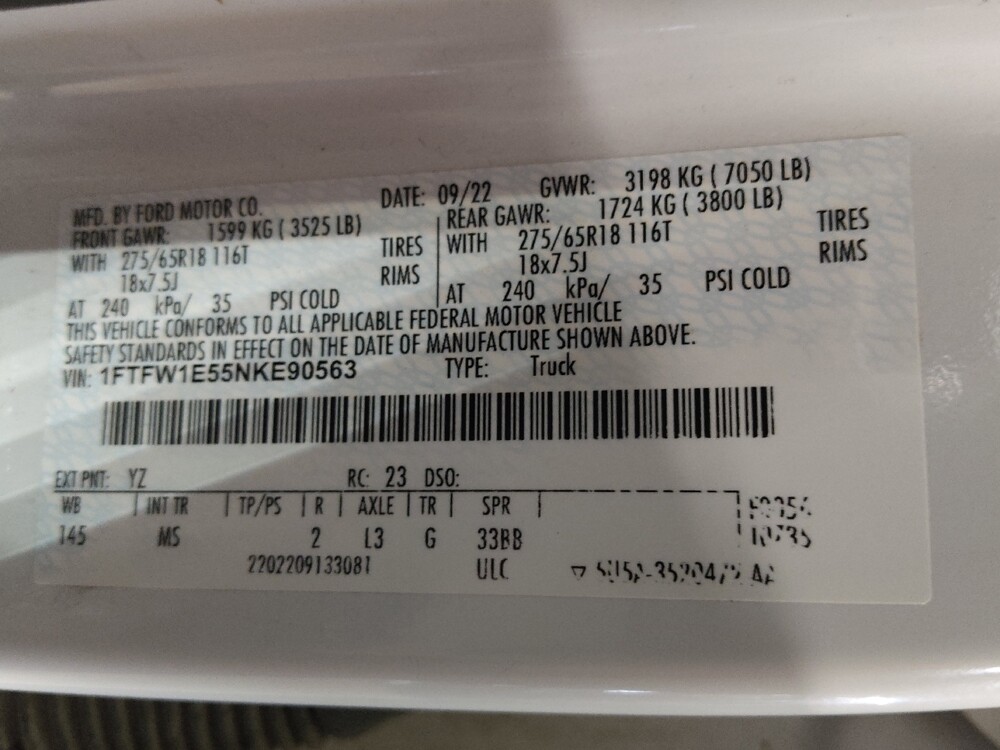 MFD. BY FORD MOTOR CO. DATE: 09/22 GVWR: 3198 KG ( 7050 LB)
FRONT GAWR: 1599 KG ( 3525 LB) REAR GAWR: 1724 KG ( 3800 LB)
WITH 275/65R18 116T TIRES WITH 275/65R18 116T TIRES
18x7.5J RIMS 18x7.5J RIMS
AT 240 kPa/ 35 PSI COLD AT 240 kPa/ 35 PSI COLD
THIS VEHICLE CONFORMS TO ALL APPLICABLE FEDERAL MOTOR VEHICLE
SAFETY STANDARDS IN EFFECT ON THE DATE OF MANUFACTURE SHOWN ABOVE.
VIN: 1FTFW1E55NKE90563 TYPE: Truck
EXT PNT: YZ RC: 23 DSO:
WB INT TR TP/PS R AXLE TR SPR
145 MS 2 L3 G 33BB
2202209133081 ULC